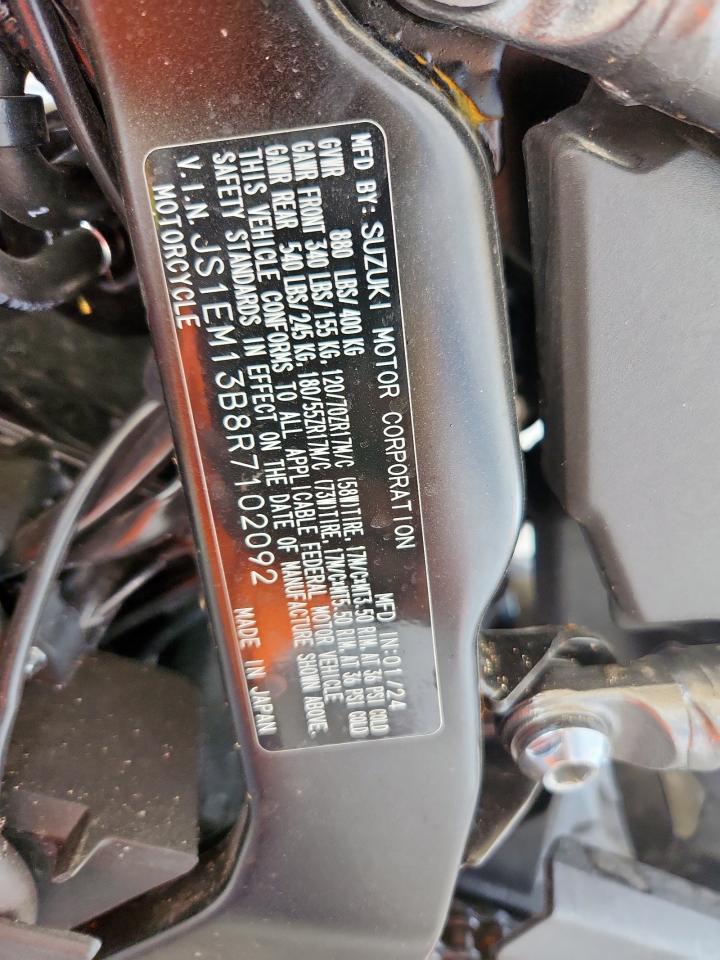 MFD BY: SUZUKI MOTOR CORPORATION MFD IN:01/24
GVWR 880 LBS/ 400 KG
GAWR FRONT 340 LBS/ 155 KG, 120/70ZR17M/C (58W)TIRE, 17M/C×MT3.50 RIM, AT 36 PSI COLD
GAWR REAR 540 LBS/ 245 KG, 180/55ZR17M/C (73W)TIRE, 17M/C×MT5.50 RIM, AT 36 PSI COLD
THIS VEHICLE CONFORMS TO ALL APPLICABLE FEDERAL MOTOR VEHICLE
SAFETY STANDARDS IN EFFECT ON THE DATE OF MANUFACTURE SHOWN ABOVE.
V.I.N. JS1EM13B8R7102092
MOTORCYCLE MADE IN JAPAN